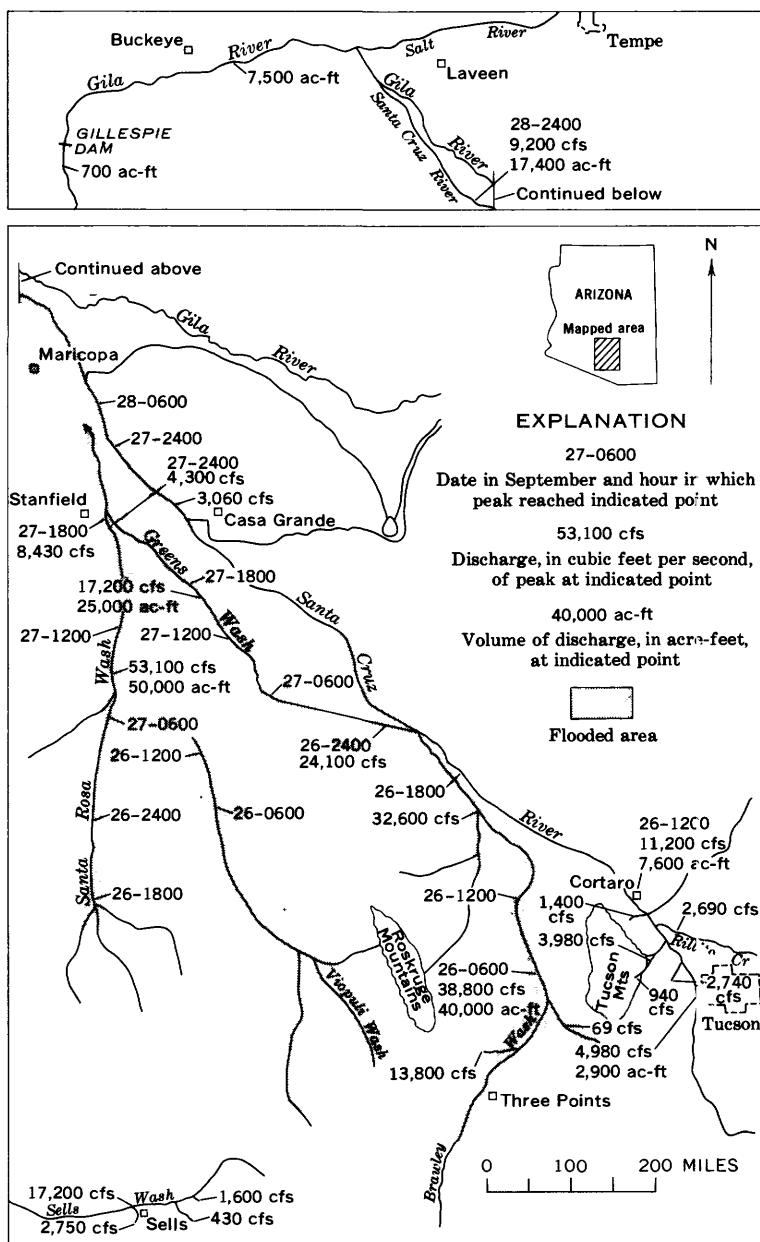 Buckeye
River
Salt
River
Tempe
7,500 ac-ft
Laveen
Gila
Gila
Santa Cruz River
River
GILLESPIE
DAM
700 ac-ft
28-2400
9,200 cfs
17,400 ac-ft
Continued below
Continued above
Gila
River
Maricopa
28-0600
27-2400
27-2400
4,300 cfs
3,060 cfs
Stanfield
Casa Grande
27-1800
8,430 cfs
Greens
Wash
27-1800
17,200 cfs
25,000 ac-ft
27-1200
27-1200
Wash
53,100 cfs
50,000 ac-ft
27-0600
27-0600
Santa
Cruz
River
26-2400
24,100 cfs
26-1200
26-0600
26-1800
32,600 cfs
Rosa
26-2400
Santa
26-1800
26-1200
26-1200
11,200 cfs
7,600 ac-ft
Cortaro
1,400
cfs
2,690 cfs
3,980 cfs
Cr
Tucson
Mts
940
cfs
2,740
cfs
Tucson
Roskruge
Mountains
26-0600
38,800 cfs
40,000 ac-ft
Viopuli Wash
Wash
69 cfs
4,980 cfs
2,900 ac-ft
13,800 cfs
Three Points
Brawley
0 100 200 MILES
17,200 cfs
Wash
1,600 cfs
Sells
2,750 cfs
Sells
430 cfs
ARIZONA
Mapped area
N
EXPLANATION
27-0600
Date in September and hour in which
peak reached indicated point
53,100 cfs
Discharge, in cubic feet per second,
of peak at indicated point
40,000 ac-ft
Volume of discharge, in acre-feet,
at indicated point
Flooded area